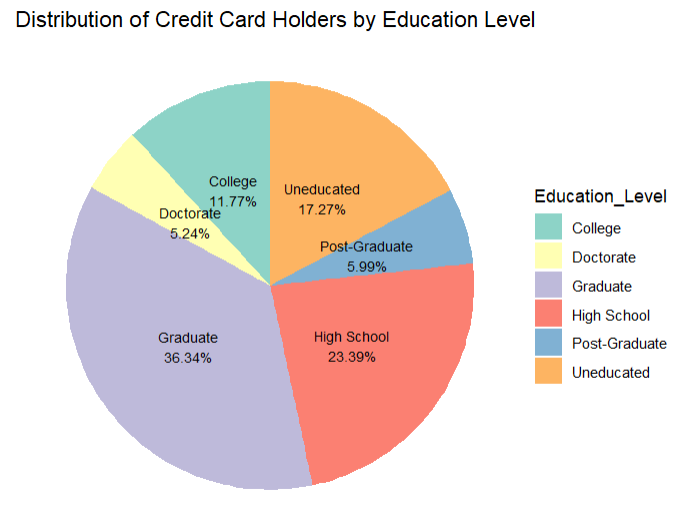 Distribution of Credit Card Holders by Education Level
College
11.77%
Uneducated
17.27%
Doctorate
5.24%
Post-Graduate
5.99%
Graduate
36.34%
High School
23.39%
Education_Level
College
Doctorate
Graduate
High School
Post-Graduate
Uneducated